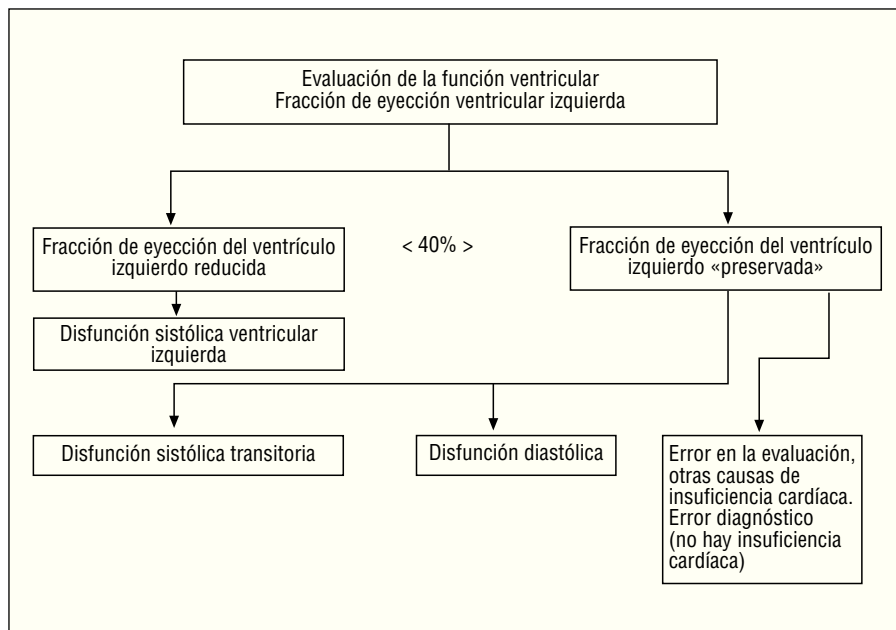 Evaluación de la función ventricular
Fracción de eyección ventricular izquierda
Fracción de eyección del ventrículo
izquierdo reducida
< 40% >
Fracción de eyección del ventrículo
izquierdo «preservada»
Disfunción sistólica ventricular
izquierda
Disfunción sistólica transitoria
Disfunción diastólica
Error en la evaluación,
otras causas de
insuficiencia cardíaca.
Error diagnóstico
(no hay insuficiencia
cardíaca)